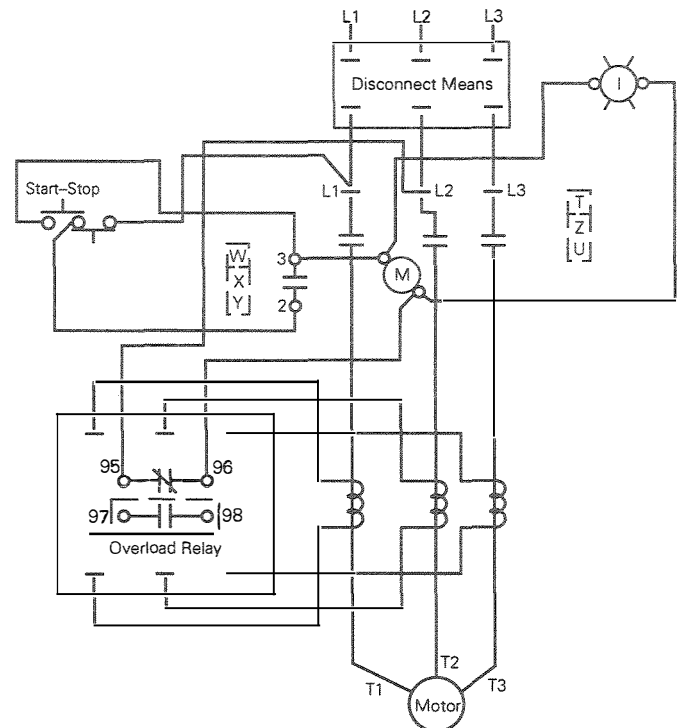 L1 L2 L3
Disconnect Means
I
Start–Stop
L1 L2 L3
T
Z
U
W
X
Y
3
M
2
95 96
97 98
Overload Relay
T1 T2 T3
Motor